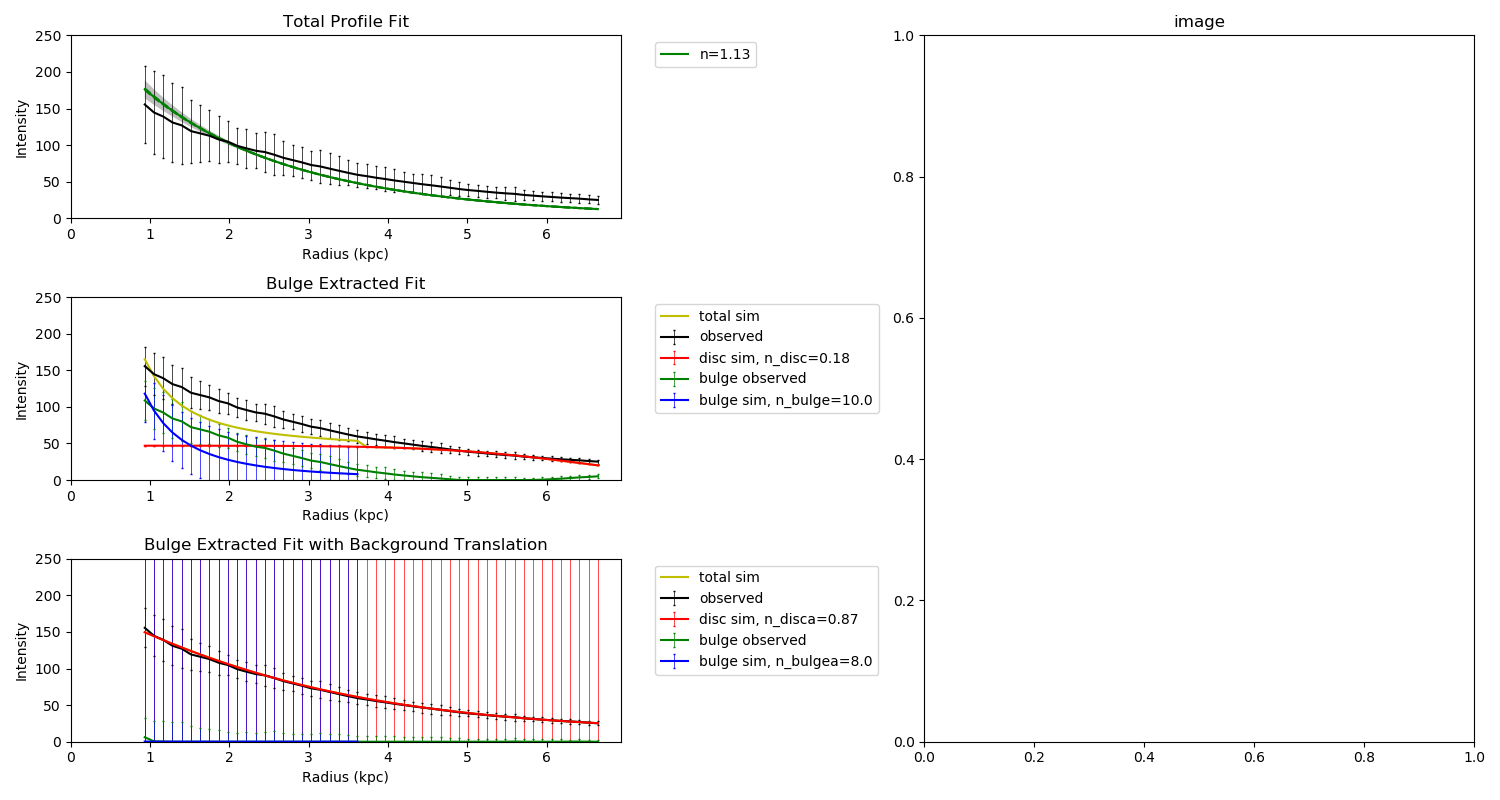 Total Profile Fit
250
200
150
100
50
0
Intensity
0 1 2 3 4 5 6
Radius (kpc)
n=1.13
Bulge Extracted Fit
250
200
150
100
50
0
Intensity
0 1 2 3 4 5 6
Radius (kpc)
total sim
observed
disc sim, n_disc=0.18
bulge observed
bulge sim, n_bulge=10.0
Bulge Extracted Fit with Background Translation
250
200
150
100
50
0
Intensity
0 1 2 3 4 5 6
Radius (kpc)
total sim
observed
disc sim, n_disca=0.87
bulge observed
bulge sim, n_bulgea=8.0
image
1.0
0.8
0.6
0.4
0.2
0.0
0.0 0.2 0.4 0.6 0.8 1.0